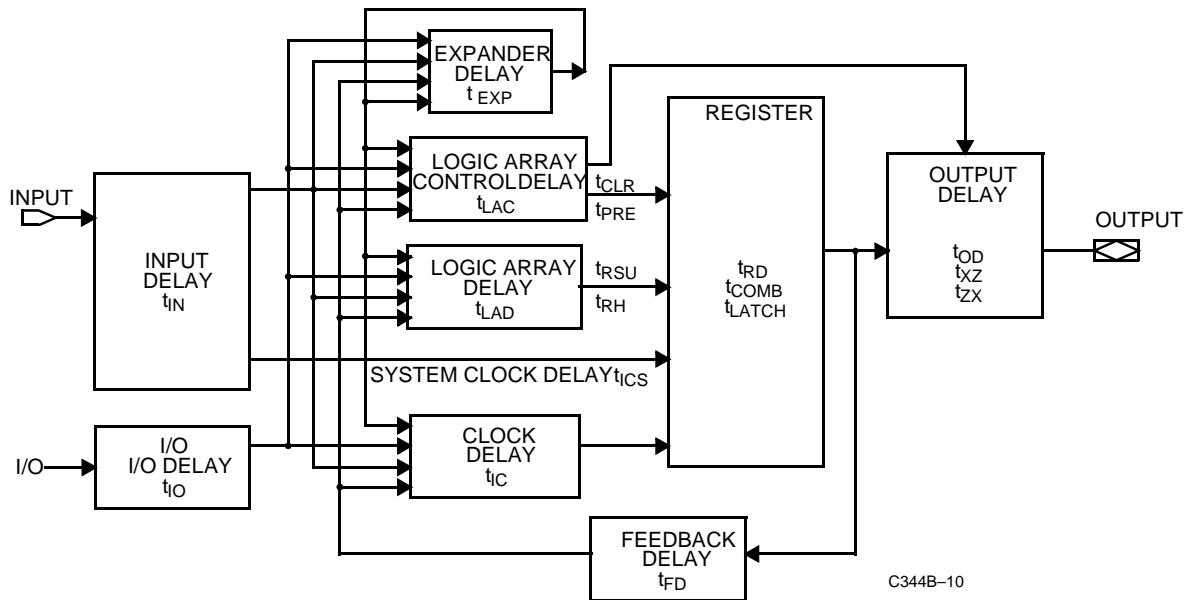 EXPANDER
DELAY
tEXP
REGISTER
LOGIC ARRAY
CONTROLDELAY
tLAC
tCLR
tPRE
OUTPUT
DELAY
tOD
tXZ
tZX
INPUT
OUTPUT
INPUT
DELAY
tIN
LOGIC ARRAY
DELAY
tLAD
tRSU
tRH
tRD
tCOMB
tLATCH
SYSTEM CLOCK DELAYtICS
I/O
I/O
I/O DELAY
tIO
CLOCK
DELAY
tIC
FEEDBACK
DELAY
tFD
C344B–10